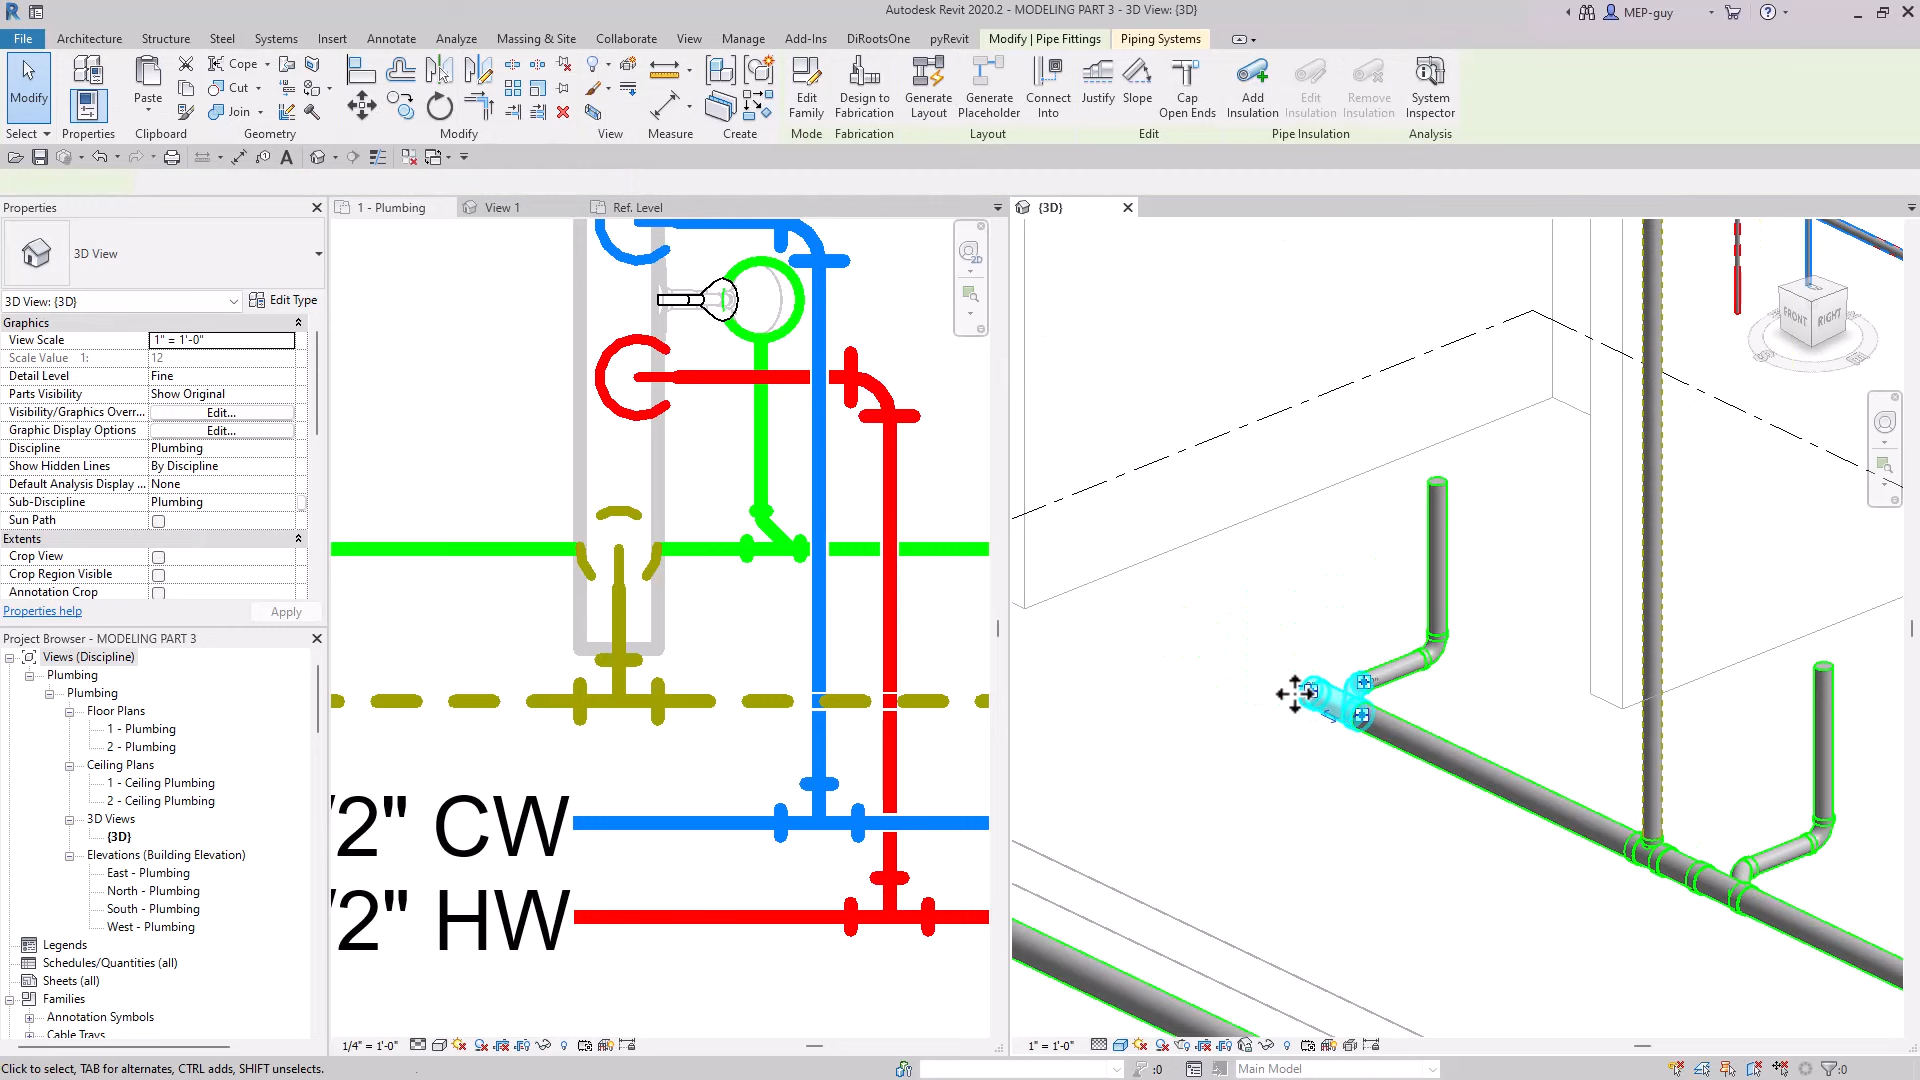 Autodesk Revit 2020.2 - MODELING PART 3 - 3D View: {3D}
MEP-guy
File Architecture Structure Steel Systems Insert Annotate Analyze Massing & Site Collaborate View Manage Add-Ins DiRootsOne pyRevit Modify | Pipe Fittings Piping Systems
Cope
Cut
Join
Modify
Paste
Edit Family
Design to Fabrication
Generate Layout
Generate Placeholder
Connect Into
Justify
Slope
Cap Open Ends
Add Insulation
Edit Insulation
Remove Insulation
System Inspector
Select Properties Clipboard Geometry Modify View Measure Create Mode Fabrication Layout Edit Pipe Insulation Analysis
Properties
3D View
3D View: {3D}
Edit Type
Graphics
View Scale 1" = 1'-0"
Scale Value 1: 12
Detail Level Fine
Parts Visibility Show Original
Visibility/Graphics Overr... Edit...
Graphic Display Options Edit...
Discipline Plumbing
Show Hidden Lines By Discipline
Default Analysis Display ... None
Sub-Discipline Plumbing
Sun Path
Extents
Crop View
Crop Region Visible
Annotation Crop
Properties help
Apply
Project Browser - MODELING PART 3
Views (Discipline)
Plumbing
Plumbing
Floor Plans
1 - Plumbing
2 - Plumbing
Ceiling Plans
1 - Ceiling Plumbing
2 - Ceiling Plumbing
3D Views
{3D}
Elevations (Building Elevation)
East - Plumbing
North - Plumbing
South - Plumbing
West - Plumbing
Legends
Schedules/Quantities (all)
Sheets (all)
Families
Annotation Symbols
Cable Trays
1 - Plumbing
View 1
Ref. Level
2D
/2" CW
/2" HW
1/4" = 1'-0"
{3D}
FRONT
RIGHT
1" = 1'-0"
Click to select, TAB for alternates, CTRL adds, SHIFT unselects.
:0
Main Model
:0